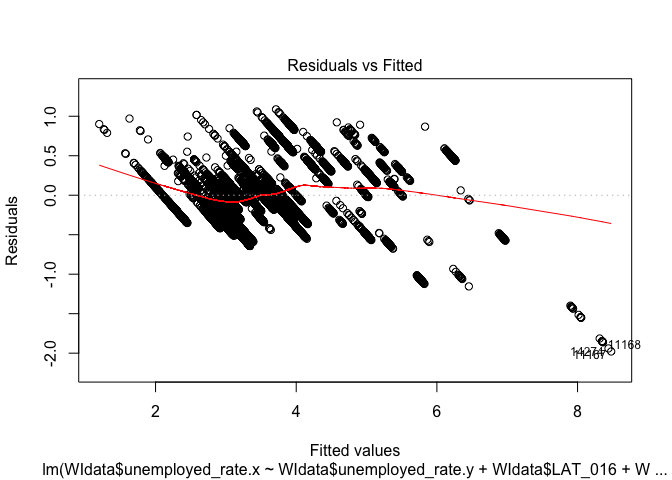 Residuals vs Fitted
Residuals
1.0
0.5
0.0
-1.0
-2.0
11168
2 4 6 8
Fitted values
lm(WIdata$unemployed_rate.x ~ WIdata$unemployed_rate.y + WIdata$LAT_016 + W ...